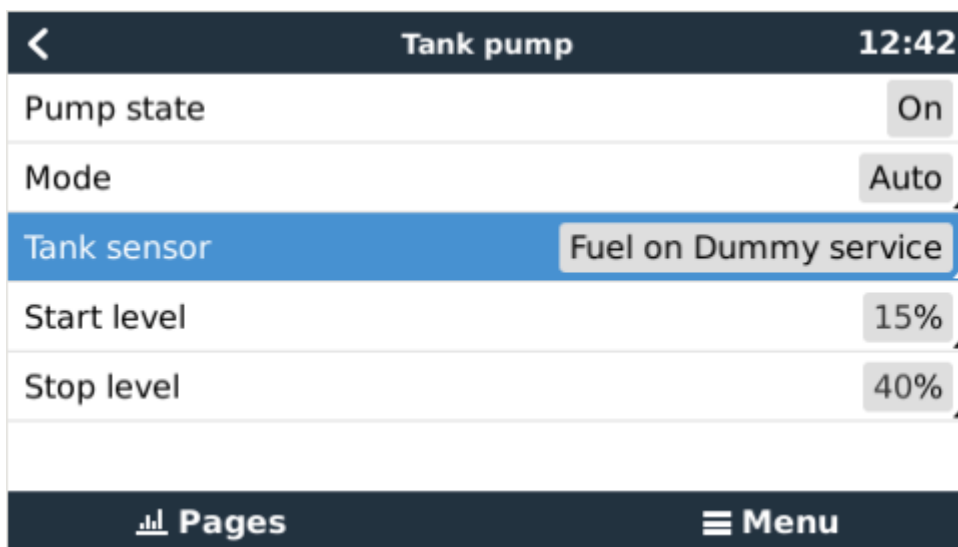 Tank pump 12:42
Pump state On
Mode Auto
Tank sensor Fuel on Dummy service
Start level 15%
Stop level 40%
Pages Menu